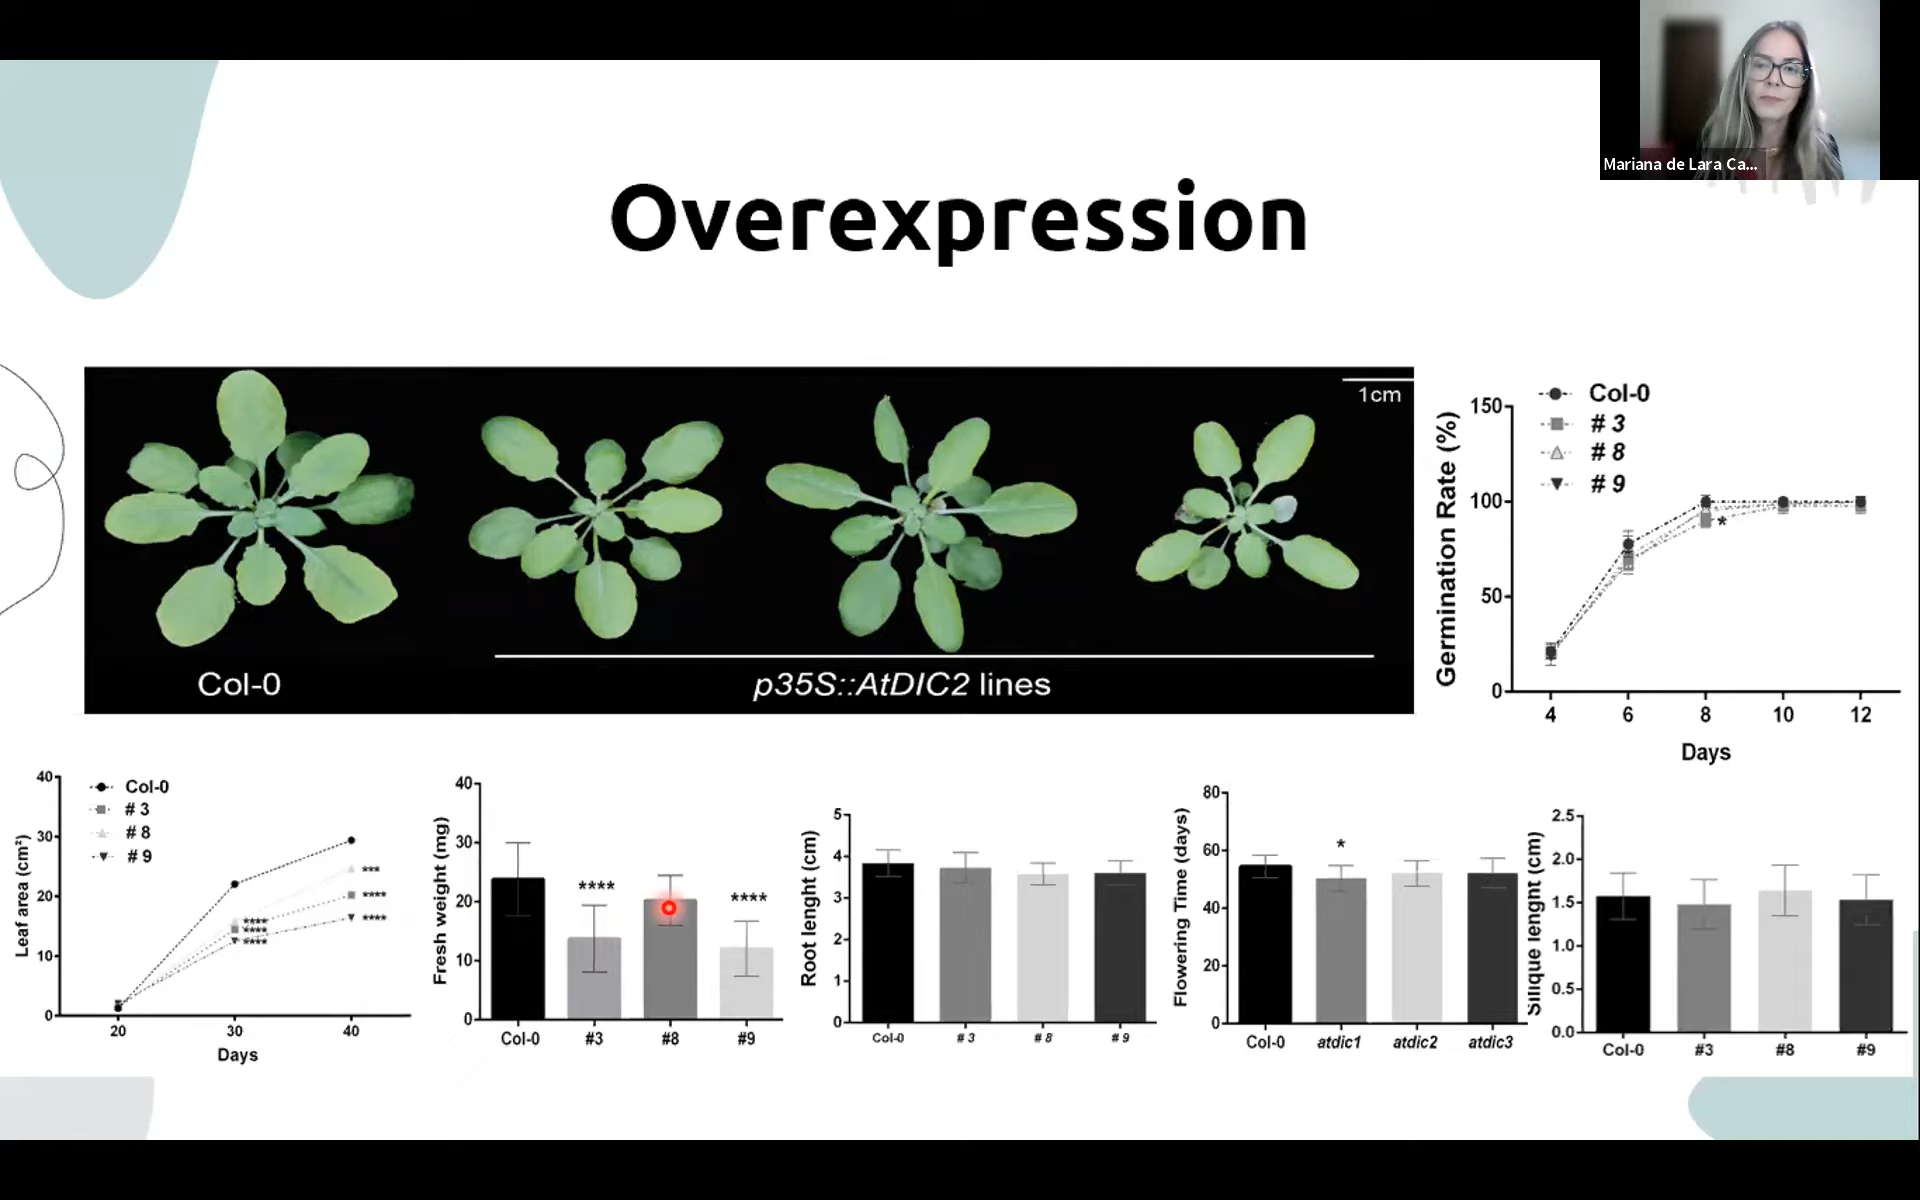 Mariana de Lara Ca...
Overexpression
1cm
Col-0
p35S::AtDIC2 lines
Germination Rate (%)
150
100
50
0
Col-0
# 3
# 8
# 9
*
4 6 8 10 12
Days
Leaf area (cm²)
40
30
20
10
0
Col-0
# 3
# 8
# 9
****
****
****
***
****
****
20 30 40
Days
Fresh weight (mg)
40
30
20
10
0
****
****
Col-0 #3 #8 #9
Root lenght (cm)
5
4
3
2
1
0
Col-0 # 3 # 8 # 9
Flowering Time (days)
80
60
40
20
0
*
Col-0 atdic1 atdic2 atdic3
Silique lenght (cm)
2.5
2.0
1.5
1.0
0.5
0.0
Col-0 #3 #8 #9